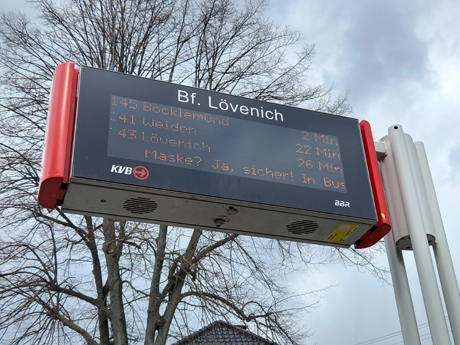 Bf. Lövenich
145 Bocklemünd 2 Min
141 Weiden 22 Min
143 Lövenich 26 Min
Maske? Ja, sicher! In Bus
KVB